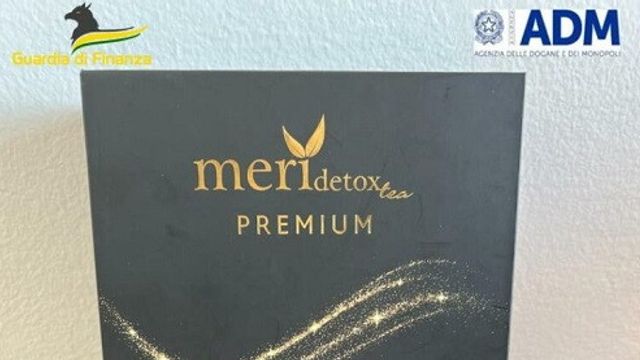 Guardia di Finanza
ADM
AGENZIA DELLE DOGANE E DEI MONOPOLI
meri detox tea
PREMIUM